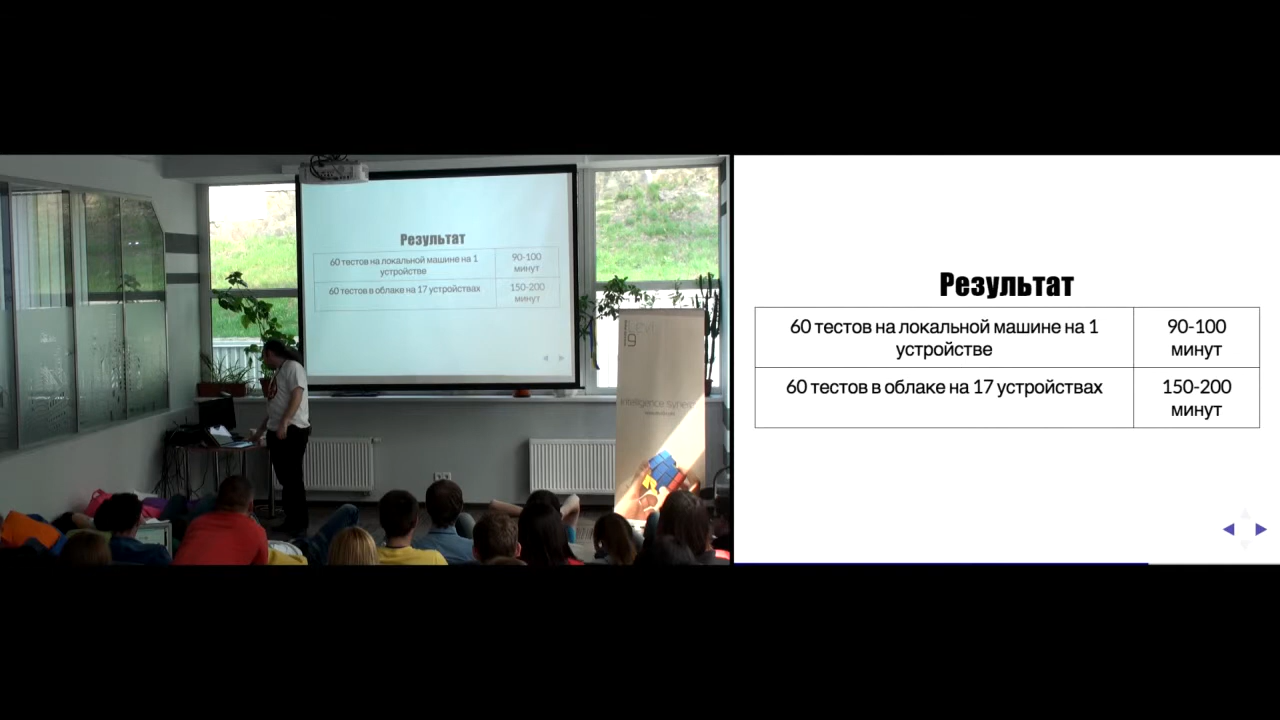 Результат
60 тестов на локальной машине на 1
устройстве
90-100
минут
60 тестов в облаке на 17 устройствах
150-200
минут
Результат
60 тестов на локальной машине на 1
устройстве
90-100
минут
60 тестов в облаке на 17 устройствах
150-200
минут